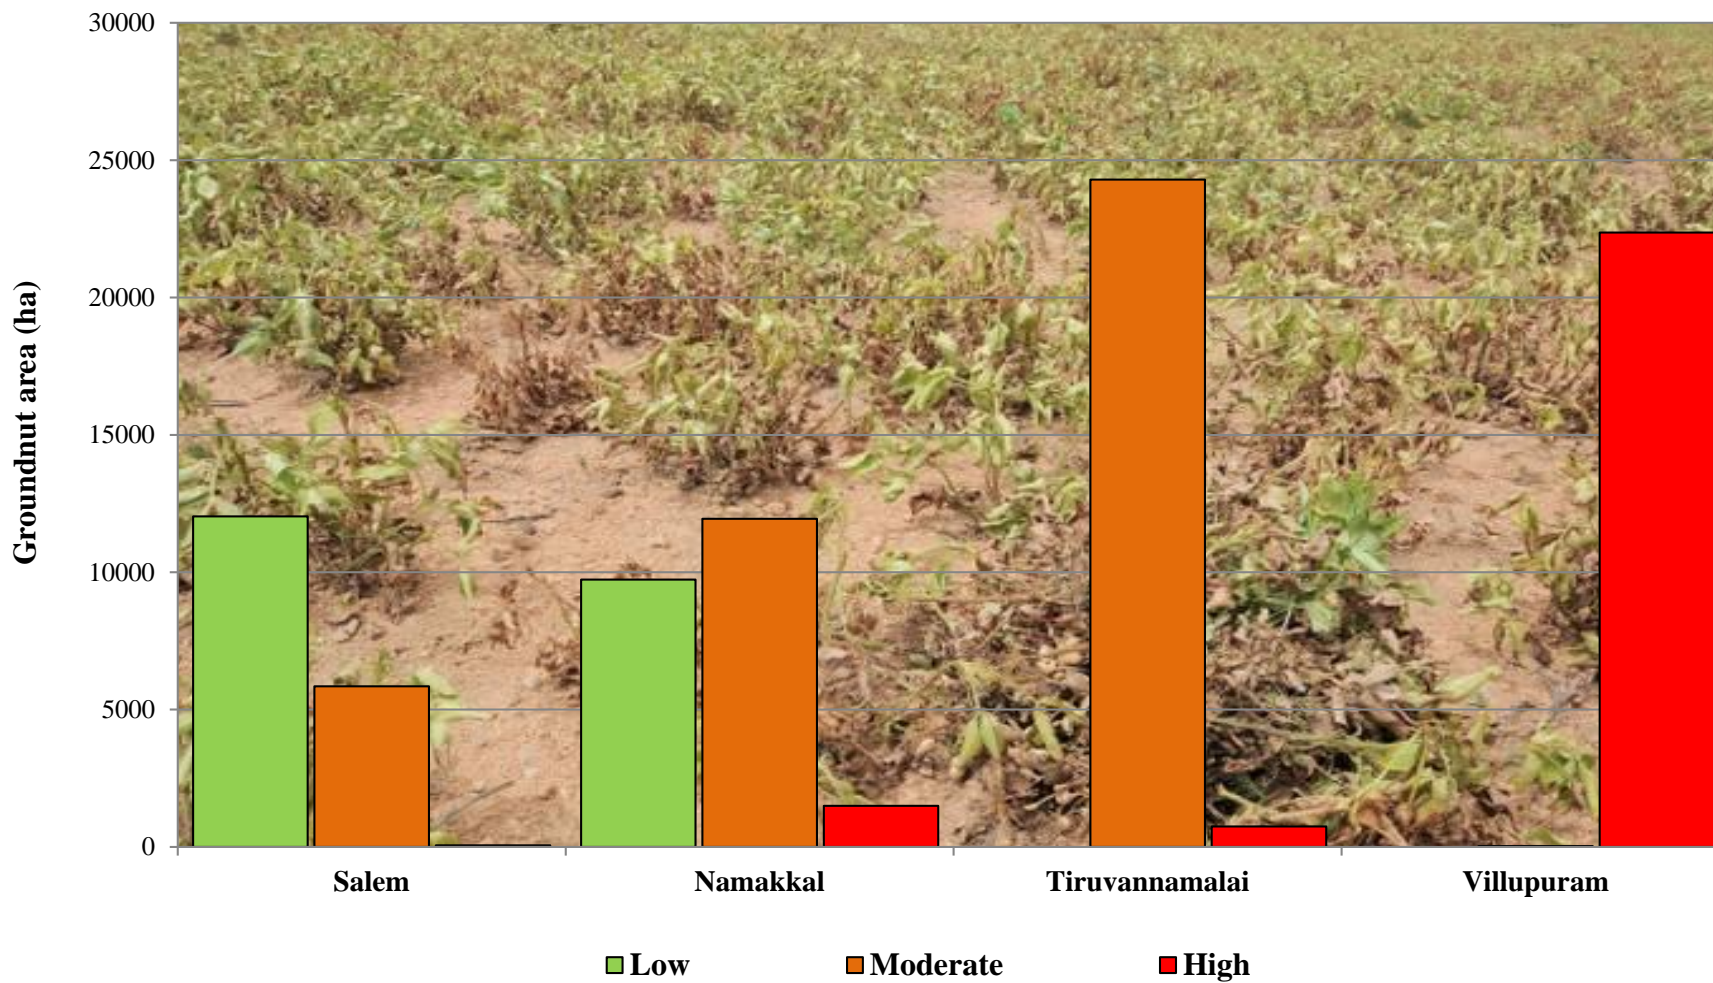 30000
25000
20000
15000
10000
5000
0
Groundnut area (ha)
Salem Namakkal Tiruvannamalai Villupuram
Low Moderate High